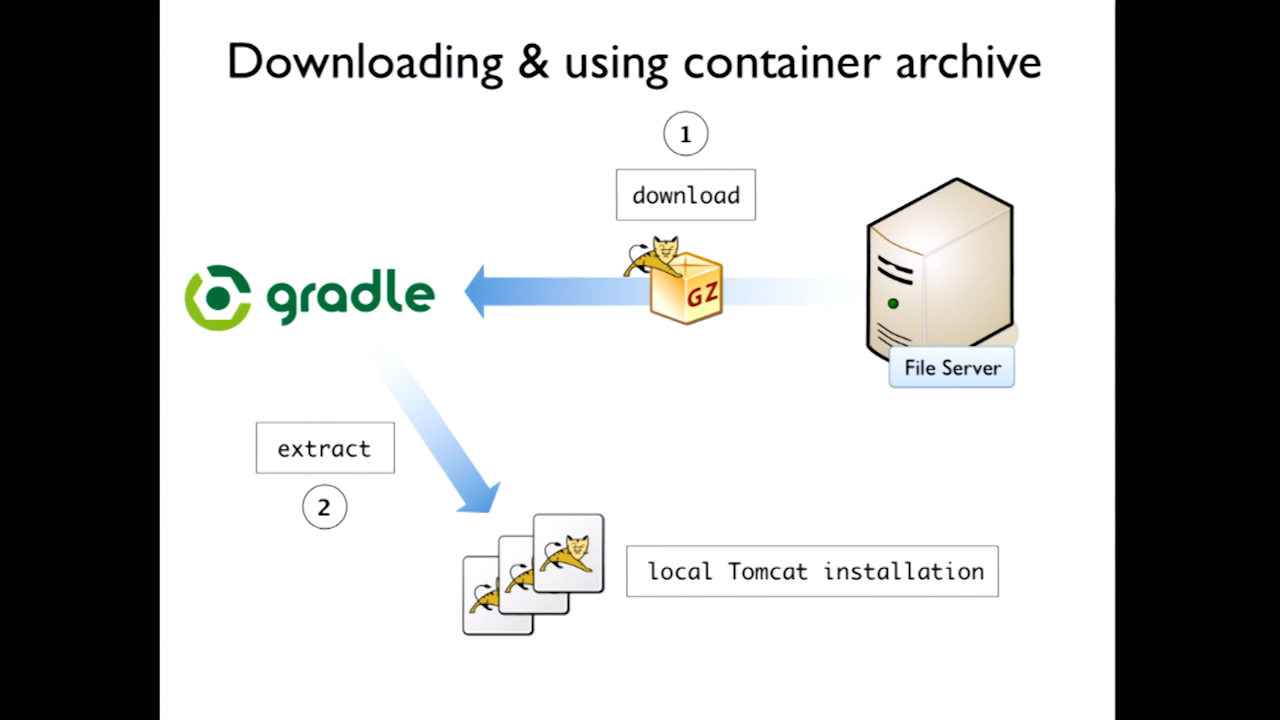 Downloading & using container archive
1
download
GZ
gradle
File Server
extract
2
local Tomcat installation